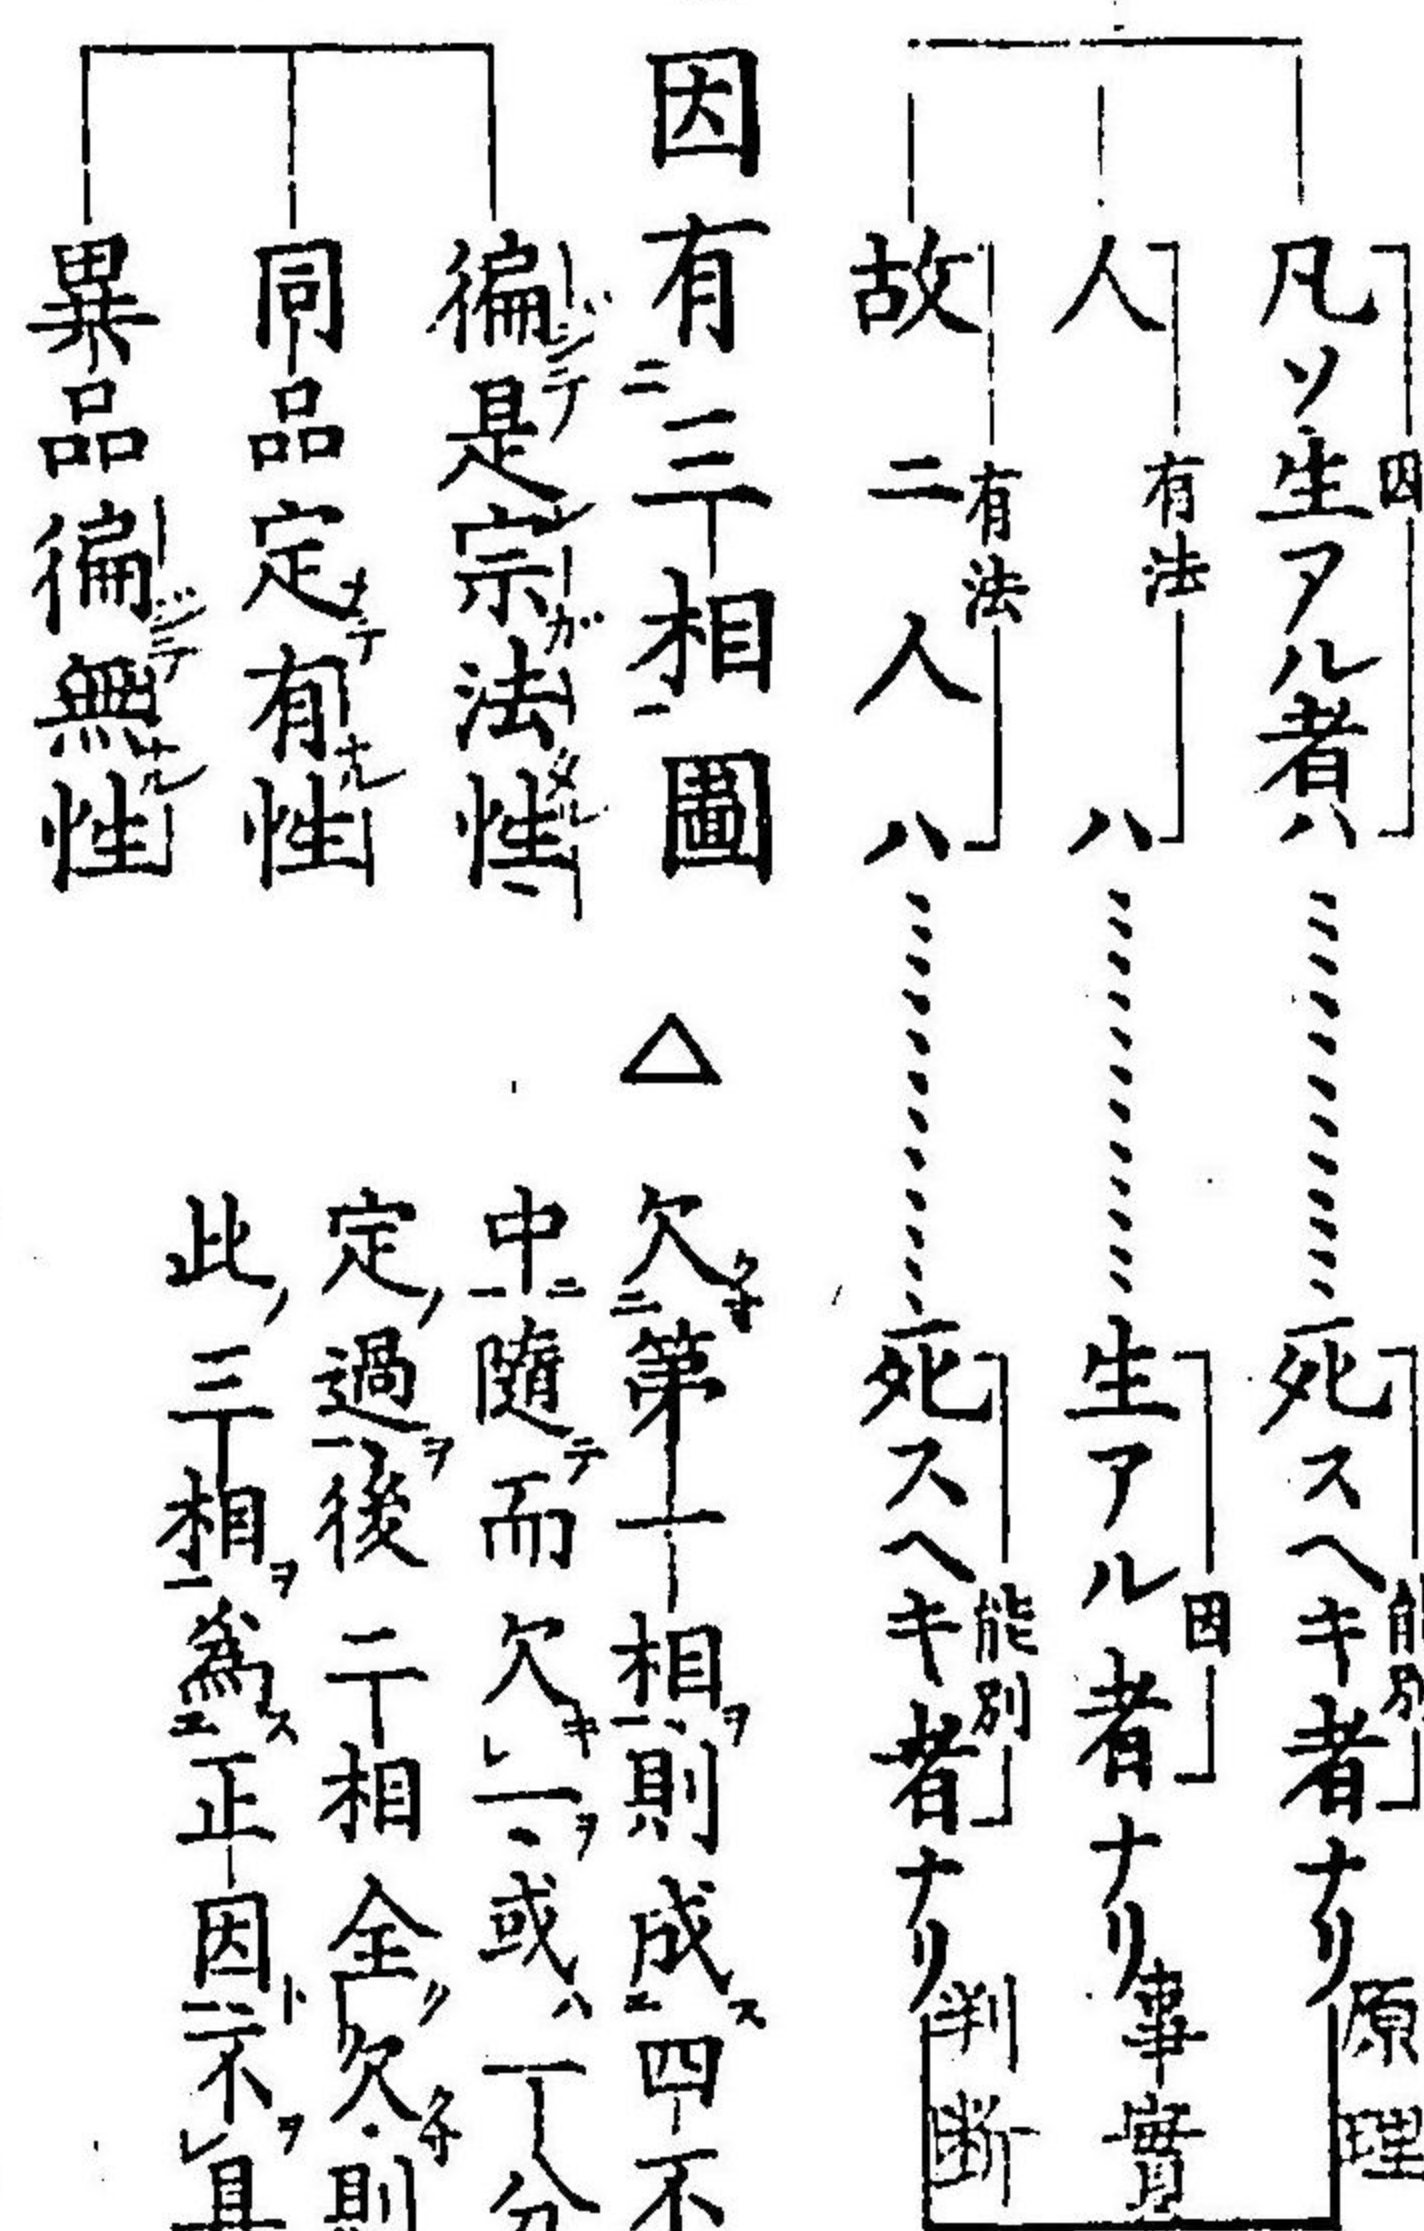 因
凡ソ生アル者ハ
能別
死スヘキ者ナリ
原理
有法
人ハ
因
生アル者ナリ
事實
有法
故ニ人ハ
能別
死スヘキ者ナリ
判断
因有三相圖
徧是宗法性
同品定有性
異品徧無性
△
欠第一相則成四不
中隨而欠一或一分
定過後二相全欠則
此三相為正因不具